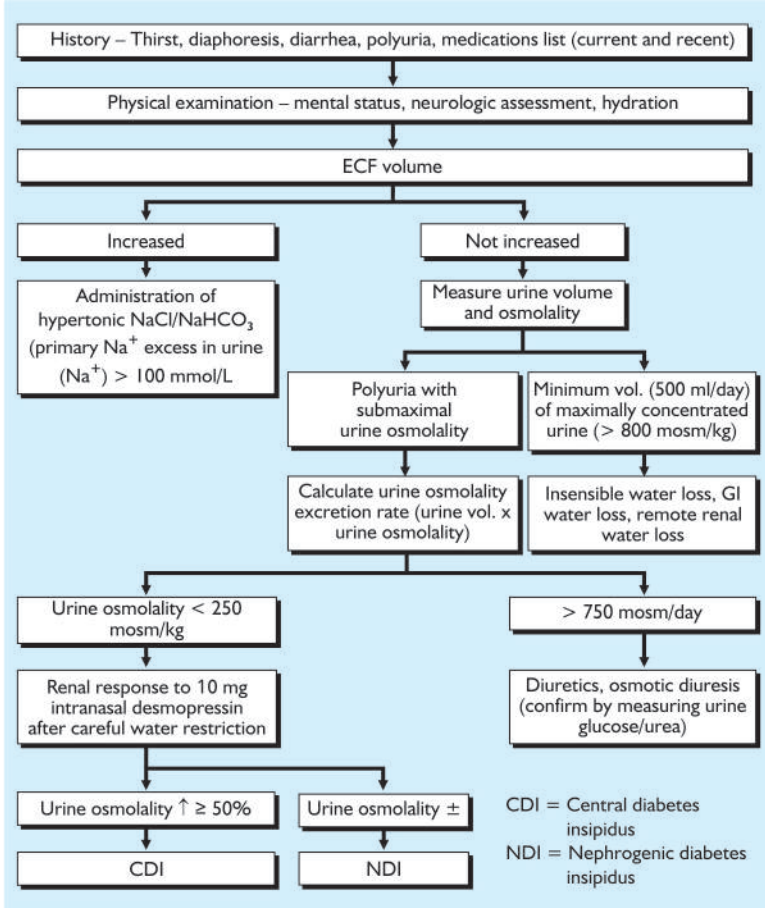 History – Thirst, diaphoresis, diarrhea, polyuria, medications list (current and recent)
Physical examination – mental status, neurologic assessment, hydration
ECF volume
Increased
Not increased
Administration of
hypertonic NaCl/NaHCO₃
(primary Na⁺ excess in urine
(Na⁺) > 100 mmol/L
Measure urine volume
and osmolality
Polyuria with
submaximal
urine osmolality
Minimum vol. (500 ml/day)
of maximally concentrated
urine (> 800 mosm/kg)
Calculate urine osmolality
excretion rate (urine vol. x
urine osmolality)
Insensible water loss, GI
water loss, remote renal
water loss
Urine osmolality < 250
mosm/kg
> 750 mosm/day
Renal response to 10 mg
intranasal desmopressin
after careful water restriction
Diuretics, osmotic diuresis
(confirm by measuring urine
glucose/urea)
Urine osmolality ↑ ≥ 50%
Urine osmolality ±
CDI
NDI
CDI = Central diabetes
insipidus
NDI = Nephrogenic diabetes
insipidus